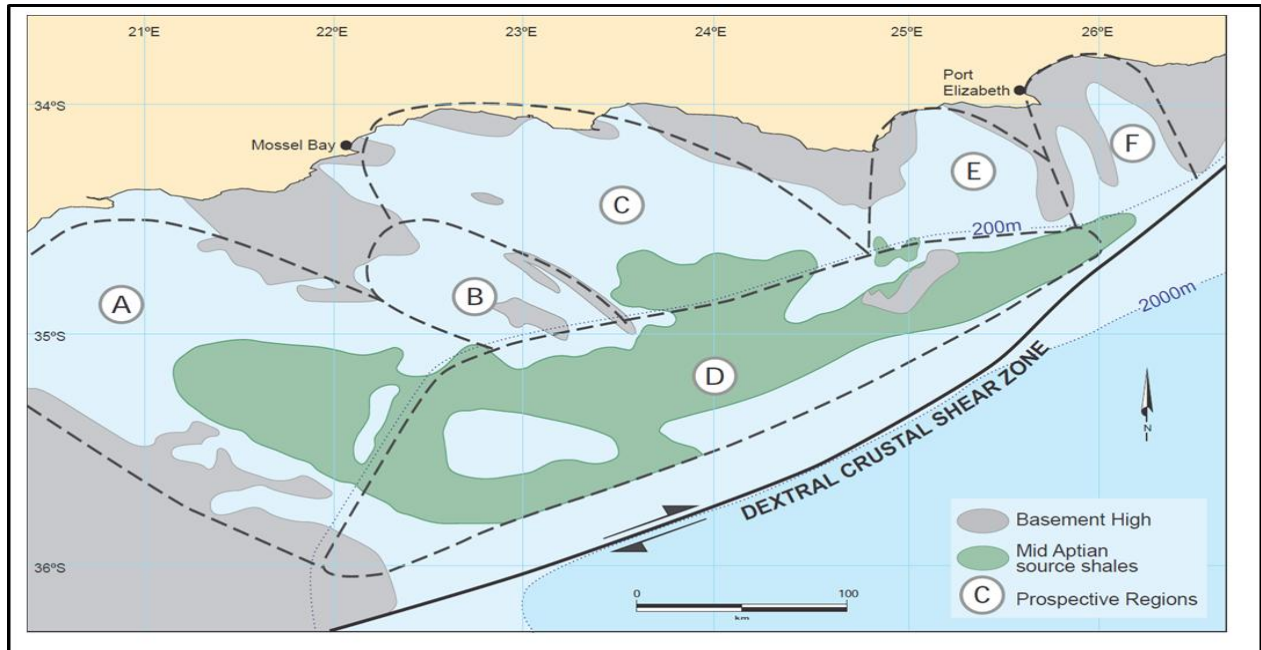 21ºE
22ºE
23ºE
24ºE
25ºE
26ºE
Port
Elizabeth
34ºS
Mossel Bay
F
E
C
200m
A
B
2000m
35ºS
D
DEXTRAL CRUSTAL SHEAR ZONE
N
Basement High
Mid Aptian
source shales
C Prospective Regions
36ºS
0 100
km